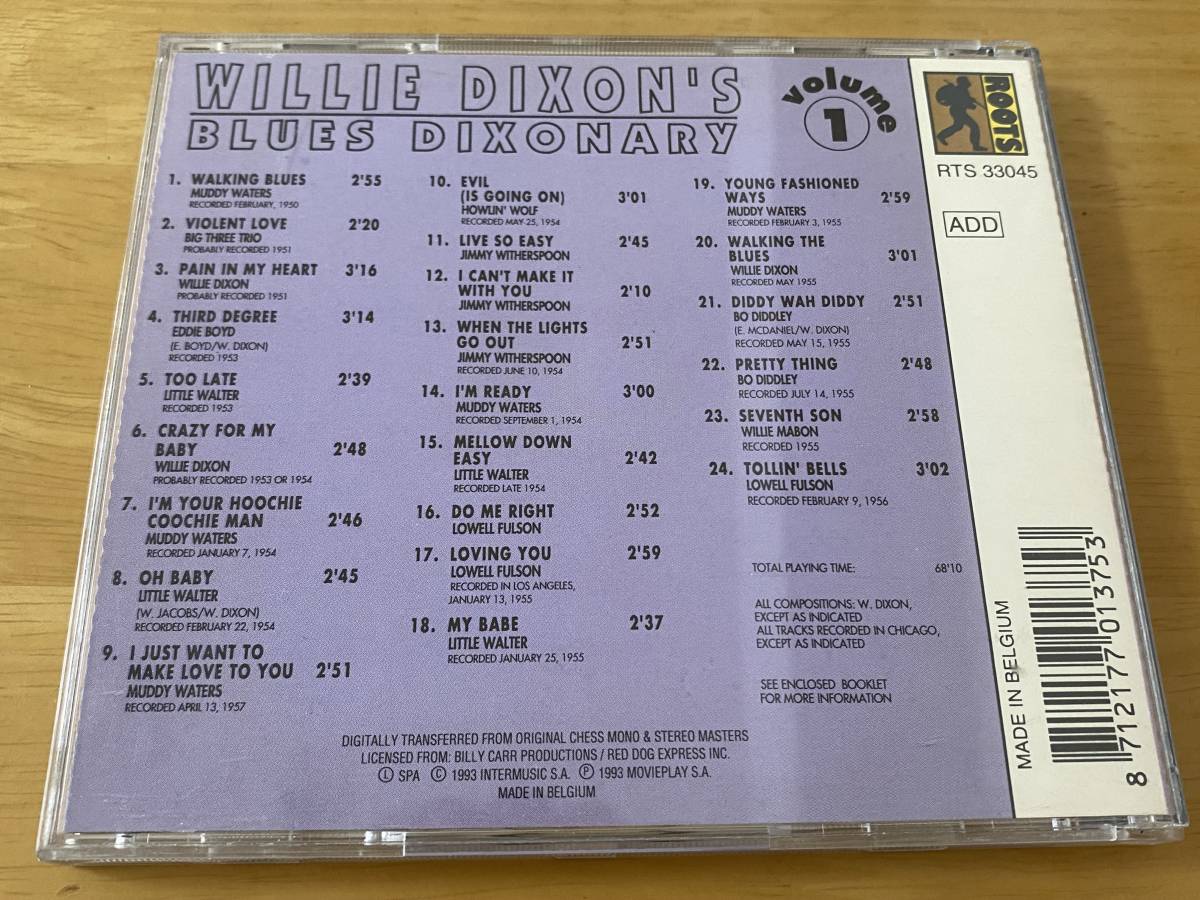 WILLIE DIXON'S
BLUES DIXONARY
volume
1
1. WALKING BLUES 2'55
MUDDY WATERS
RECORDED FEBRUARY, 1950
2. VIOLENT LOVE 2'20
BIG THREE TRIO
PROBABLY RECORDED 1951
3. PAIN IN MY HEART 3'16
WILLIE DIXON
PROBABLY RECORDED 1951
4. THIRD DEGREE 3'14
EDDIE BOYD
(E. BOYD/W. DIXON)
RECORDED 1953
5. TOO LATE 2'39
LITTLE WALTER
RECORDED 1953
6. CRAZY FOR MY
BABY 2'48
WILLIE DIXON
PROBABLY RECORDED 1953 OR 1954
7. I'M YOUR HOOCHIE
COOCHIE MAN 2'46
MUDDY WATERS
RECORDED JANUARY 7, 1954
8. OH BABY 2'45
LITTLE WALTER
(W. JACOBS/W. DIXON)
RECORDED FEBRUARY 22, 1954
9. I JUST WANT TO
MAKE LOVE TO YOU 2'51
MUDDY WATERS
RECORDED APRIL 13, 1957
10. EVIL
(IS GOING ON) 3'01
HOWLIN' WOLF
RECORDED MAY 25, 1954
11. LIVE SO EASY 2'45
JIMMY WITHERSPOON
12. I CAN'T MAKE IT
WITH YOU 2'10
JIMMY WITHERSPOON
13. WHEN THE LIGHTS
GO OUT 2'51
JIMMY WITHERSPOON
RECORDED JUNE 10, 1954
14. I'M READY 3'00
MUDDY WATERS
RECORDED SEPTEMBER 1, 1954
15. MELLOW DOWN
EASY 2'42
LITTLE WALTER
RECORDED LATE 1954
16. DO ME RIGHT 2'52
LOWELL FULSON
17. LOVING YOU 2'59
LOWELL FULSON
RECORDED IN LOS ANGELES,
JANUARY 13, 1955
18. MY BABE 2'37
LITTLE WALTER
RECORDED JANUARY 25, 1955
19. YOUNG FASHIONED
WAYS 2'59
MUDDY WATERS
RECORDED FEBRUARY 3, 1955
20. WALKING THE
BLUES 3'01
WILLIE DIXON
RECORDED MAY 1955
21. DIDDY WAH DIDDY 2'51
BO DIDDLEY
(E. MCDANIEL/W. DIXON)
RECORDED MAY 15, 1955
22. PRETTY THING 2'48
BO DIDDLEY
RECORDED JULY 14, 1955
23. SEVENTH SON 2'58
WILLIE MABON
RECORDED 1955
24. TOLLIN' BELLS 3'02
LOWELL FULSON
RECORDED FEBRUARY 9, 1956
TOTAL PLAYING TIME: 68'10
ALL COMPOSITIONS: W. DIXON,
EXCEPT AS INDICATED
ALL TRACKS RECORDED IN CHICAGO,
EXCEPT AS INDICATED
SEE ENCLOSED BOOKLET
FOR MORE INFORMATION
DIGITALLY TRANSFERRED FROM ORIGINAL CHESS MONO & STEREO MASTERS
LICENSED FROM: BILLY CARR PRODUCTIONS / RED DOG EXPRESS INC.
Ⓛ SPA Ⓒ 1993 INTERMUSIC S.A. Ⓟ 1993 MOVIEPLAY S.A.
MADE IN BELGIUM
ROOTS
RTS 33045
ADD
MADE IN BELGIUM
8 712177 013753